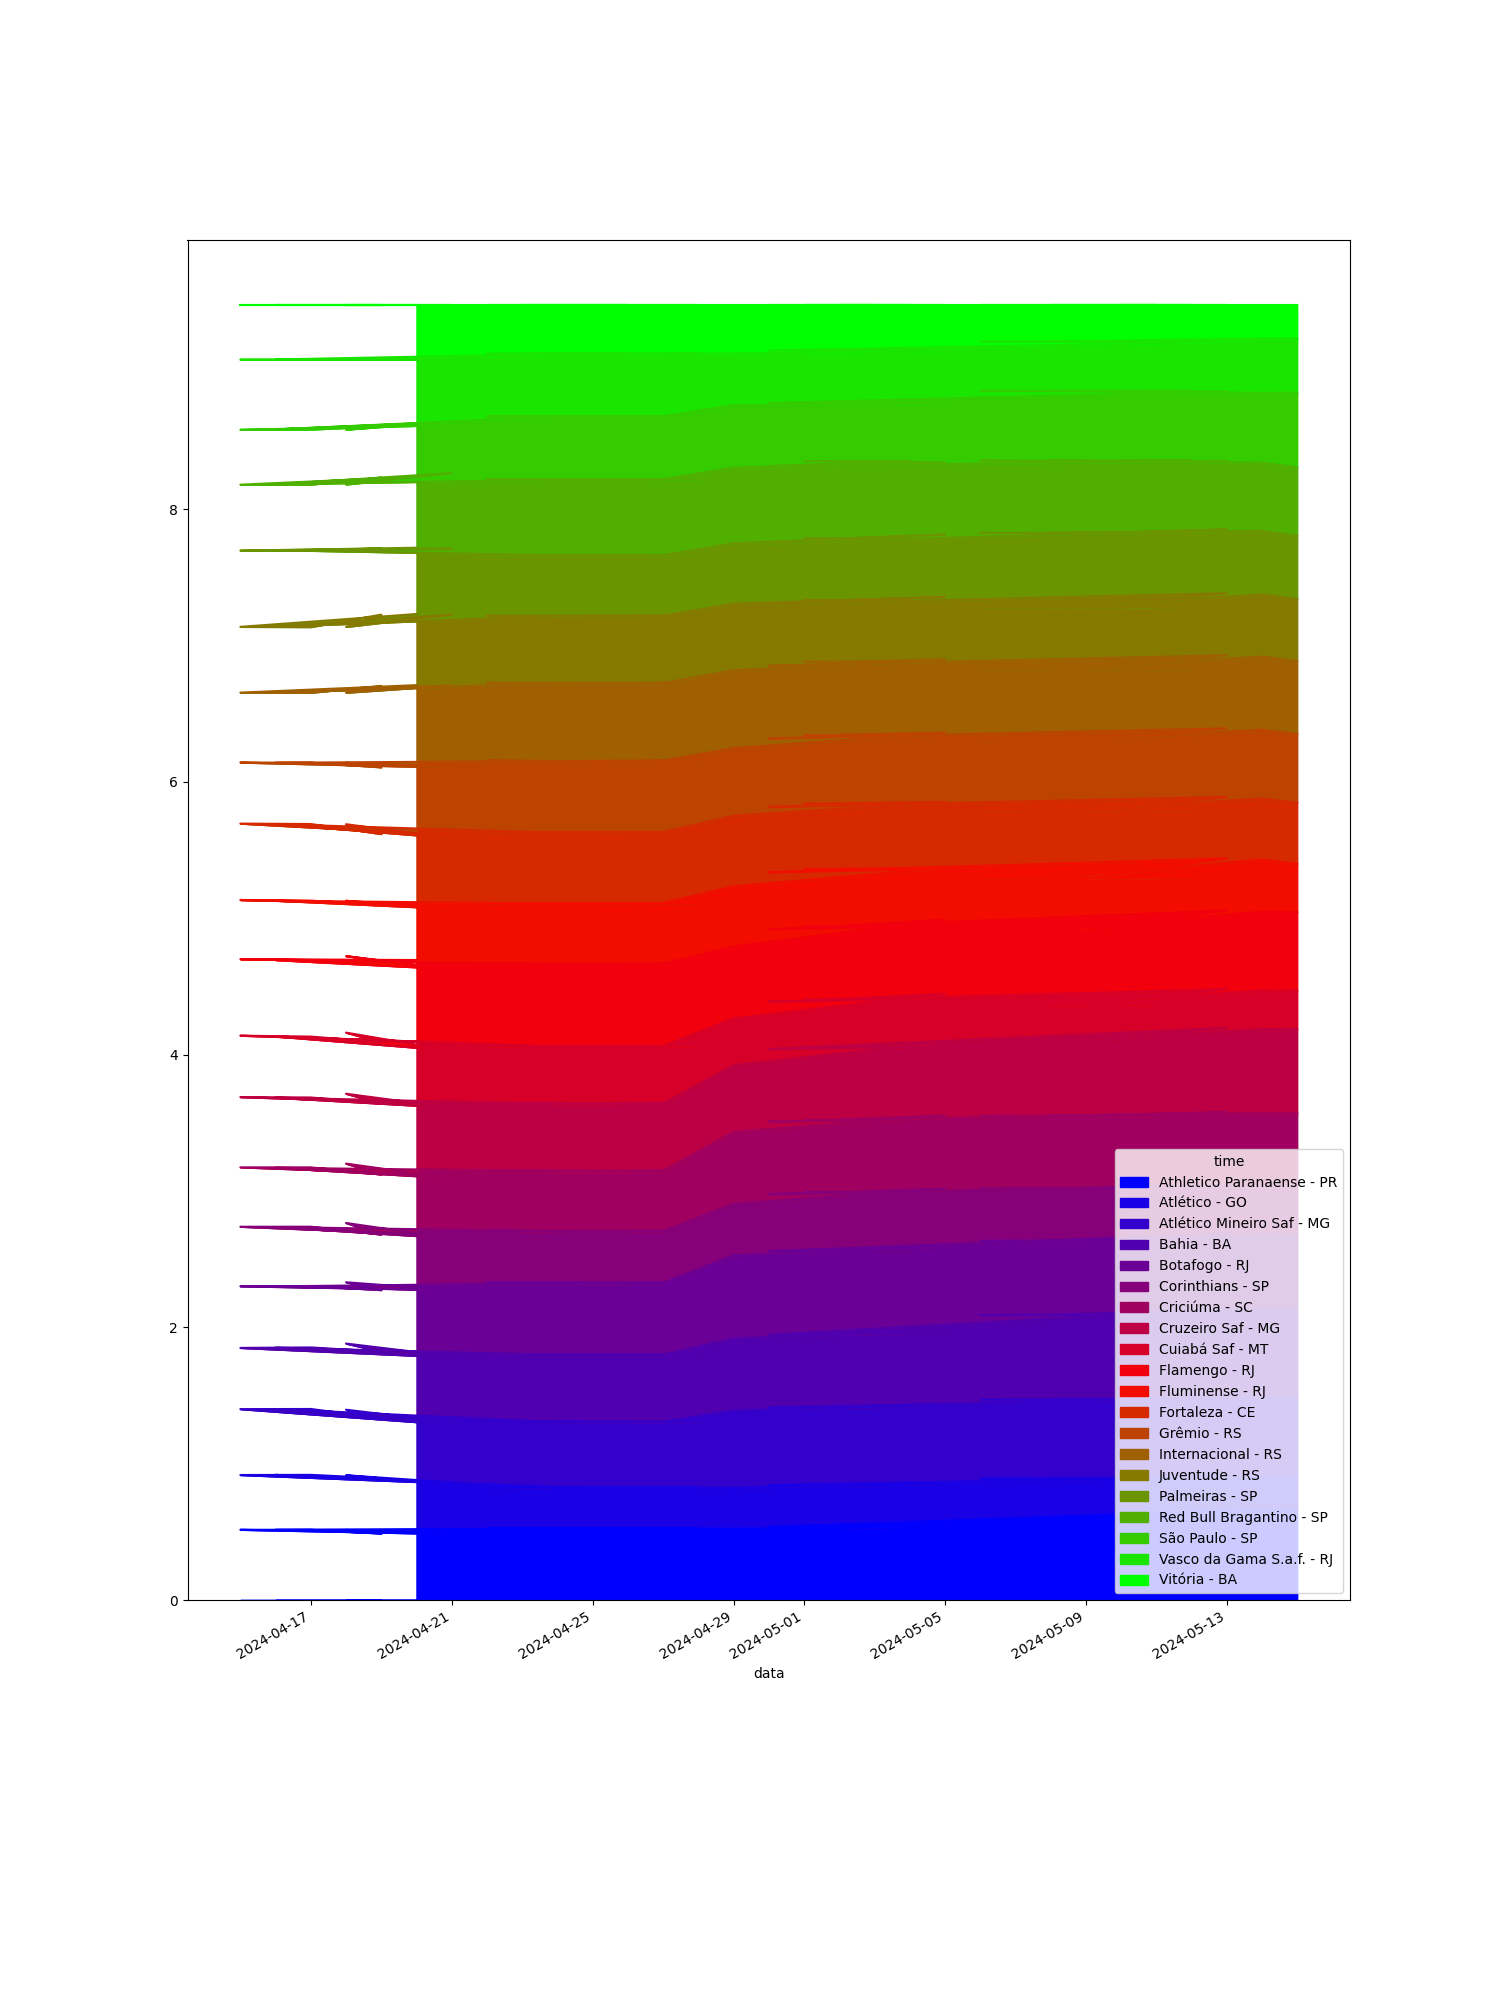 8
6
4
2
0
2024-04-17
2024-04-21
2024-04-25
2024-04-29
2024-05-01
2024-05-05
2024-05-09
2024-05-13
data
time
Athletico Paranaense - PR
Atlético - GO
Atlético Mineiro Saf - MG
Bahia - BA
Botafogo - RJ
Corinthians - SP
Criciúma - SC
Cruzeiro Saf - MG
Cuiabá Saf - MT
Flamengo - RJ
Fluminense - RJ
Fortaleza - CE
Grêmio - RS
Internacional - RS
Juventude - RS
Palmeiras - SP
Red Bull Bragantino - SP
São Paulo - SP
Vasco da Gama S.a.f. - RJ
Vitória - BA